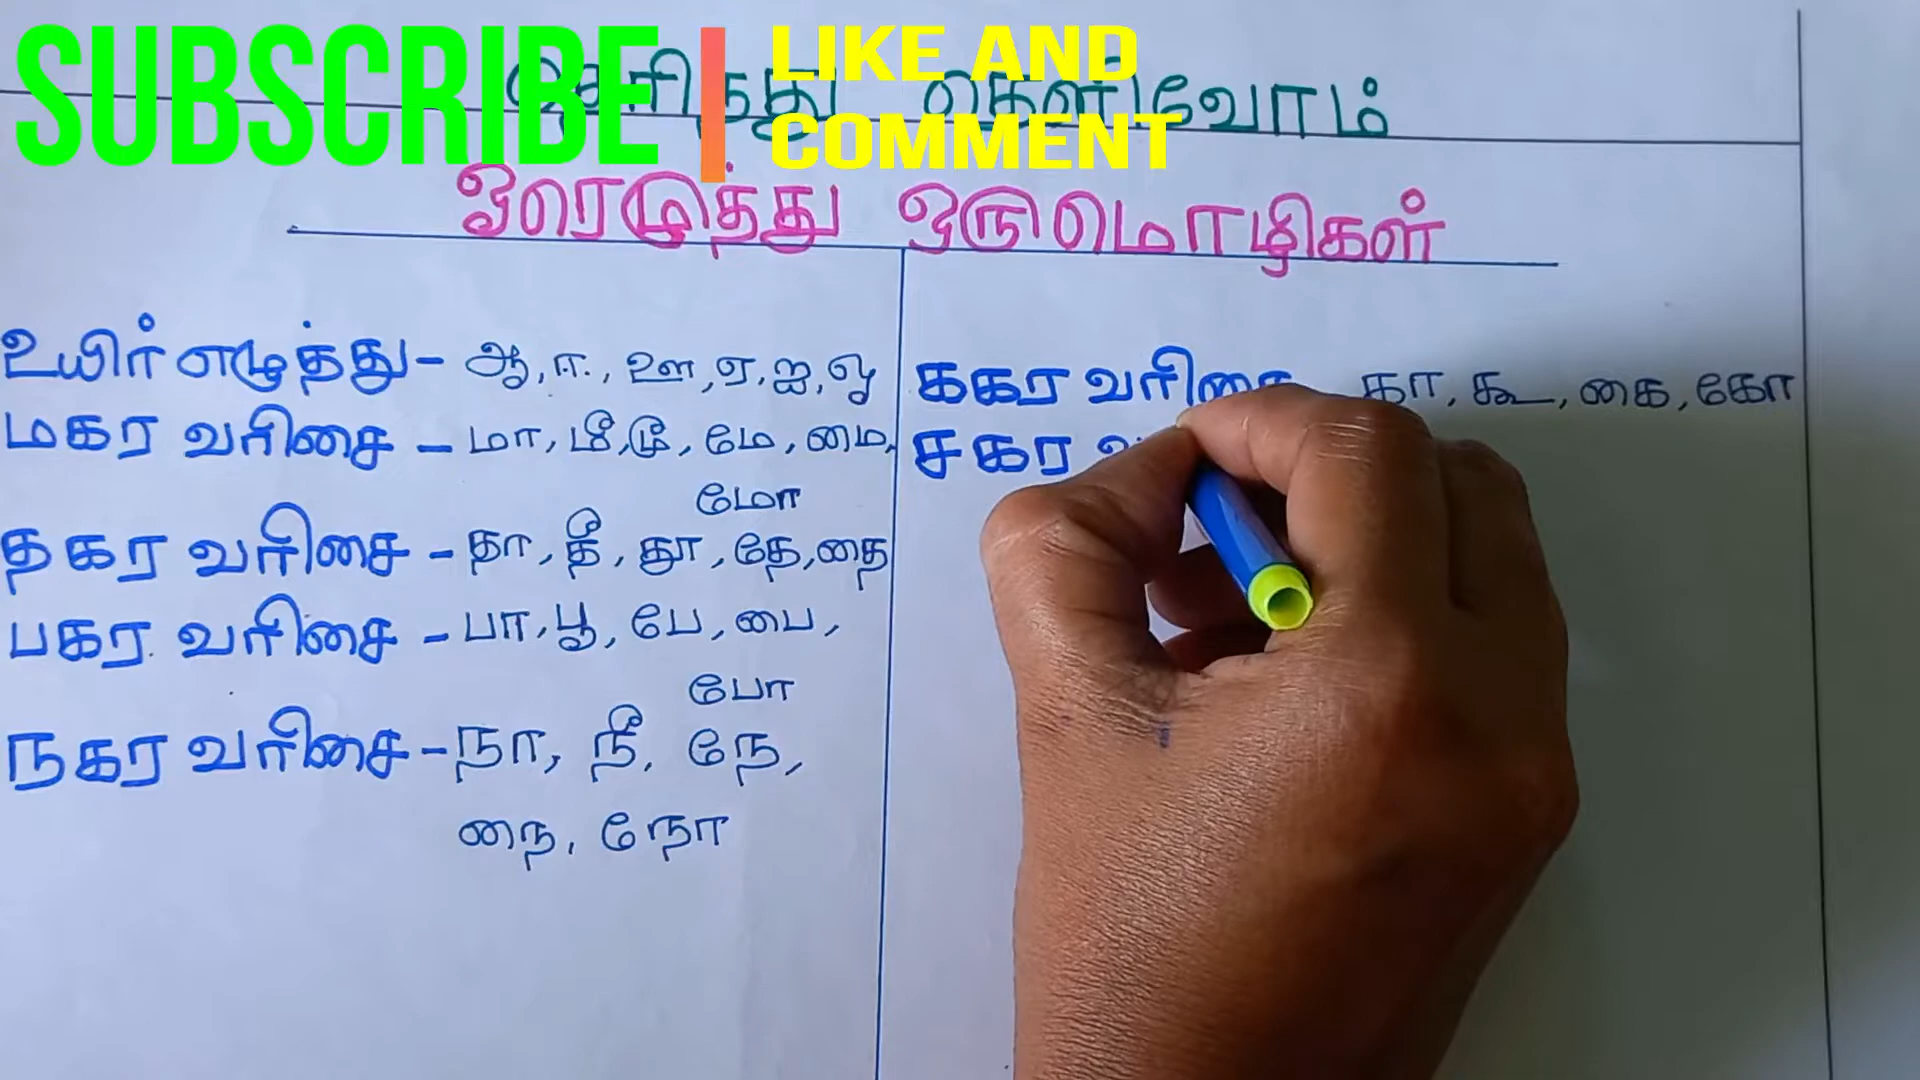 SUBSCRIBE
LIKE AND
COMMENT
தெளிவோம்
ஓரெழுத்து ஒருமொழிகள்
உயிர் எழுத்து - ஆ, ஈ, ஊ, ஏ, ஐ, ஓ
மகர வரிசை - மா, மீ, மூ, மே, மை,
மோ
தகர வரிசை - தா, தீ, தூ, தே, தை
பகர வரிசை - பா, பூ, பே, பை,
போ
நகர வரிசை - நா, நீ, நே,
நை, நோ
ககர வரிசை - கா, கூ, கை, கோ
சகர